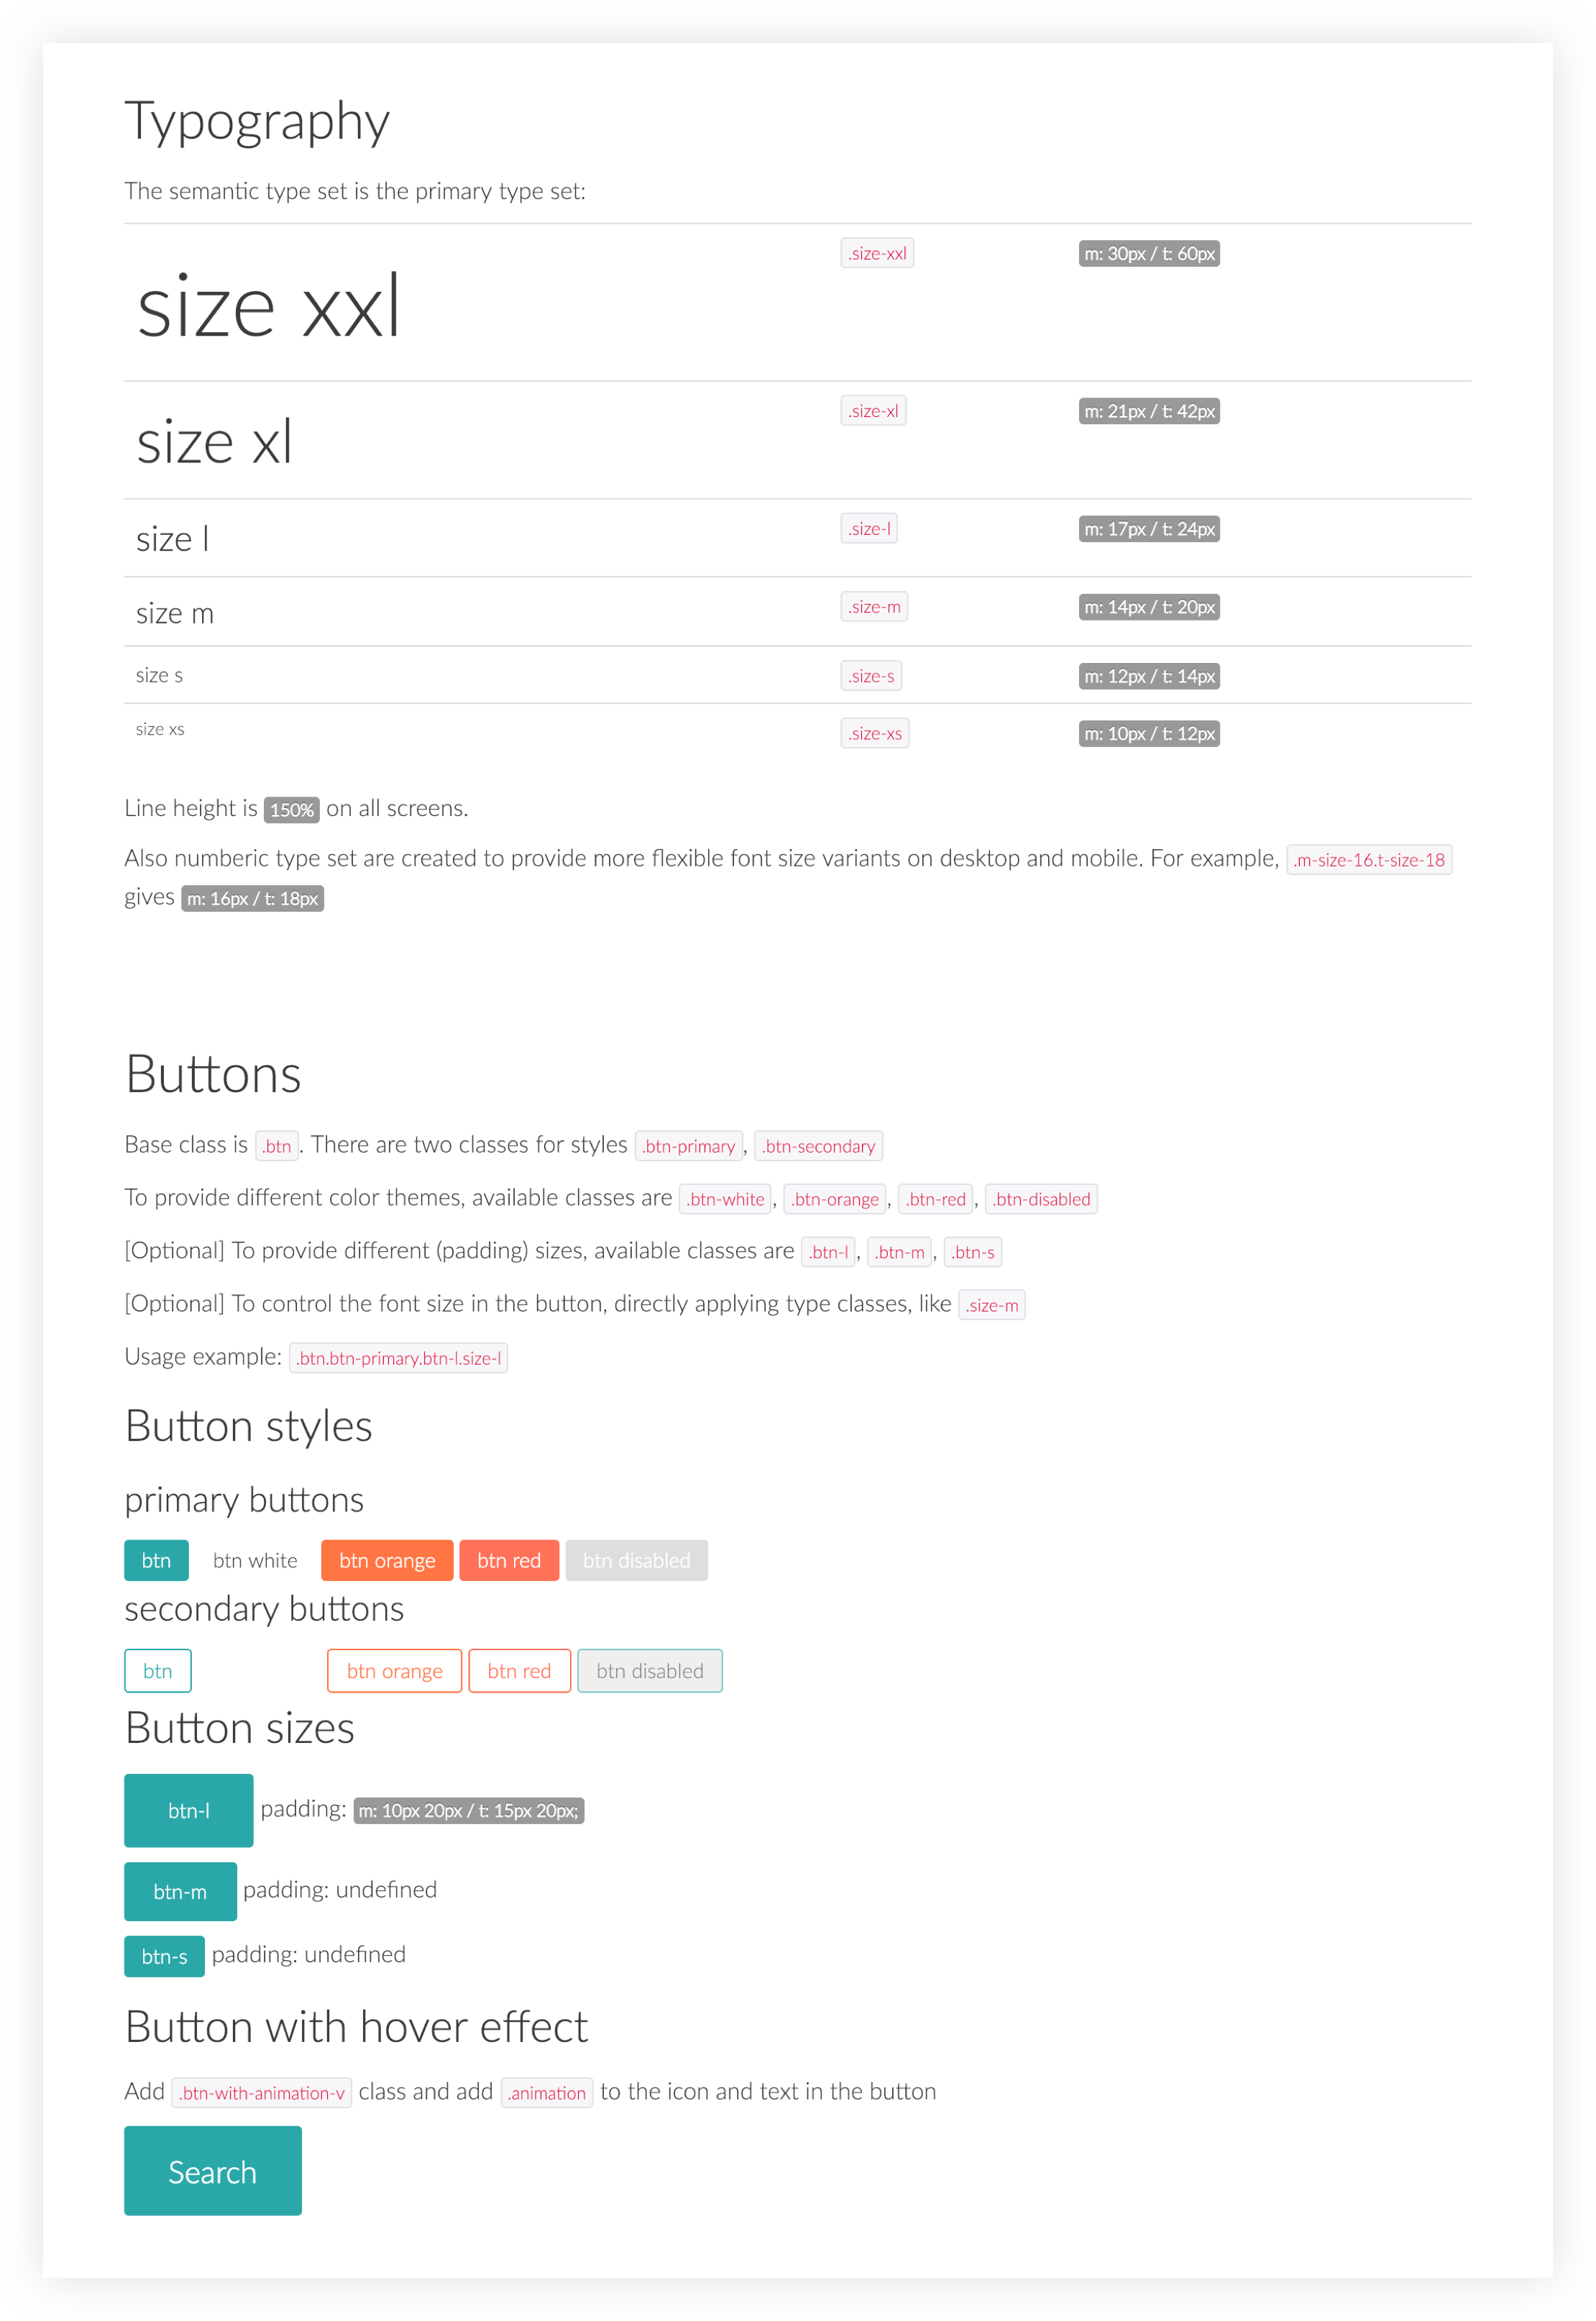 Typography
The semantic type set is the primary type set:
size xxl .size-xxl m: 30px / t: 60px
size xl .size-xl m: 21px / t: 42px
size l .size-l m: 17px / t: 24px
size m .size-m m: 14px / t: 20px
size s .size-s m: 12px / t: 14px
size xs .size-xs m: 10px / t: 12px
Line height is 150% on all screens.
Also numberic type set are created to provide more flexible font size variants on desktop and mobile. For example, .m-size-16.t-size-18
gives m: 16px / t: 18px
Buttons
Base class is .btn. There are two classes for styles .btn-primary, .btn-secondary
To provide different color themes, available classes are .btn-white, .btn-orange, .btn-red, .btn-disabled
[Optional] To provide different (padding) sizes, available classes are .btn-l, .btn-m, .btn-s
[Optional] To control the font size in the button, directly applying type classes, like .size-m
Usage example: .btn.btn-primary.btn-l.size-l
Button styles
primary buttons
btn btn white btn orange btn red btn disabled
secondary buttons
btn btn orange btn red btn disabled
Button sizes
btn-l padding: m: 10px 20px / t: 15px 20px;
btn-m padding: undefined
btn-s padding: undefined
Button with hover effect
Add .btn-with-animation-v class and add .animation to the icon and text in the button
Search